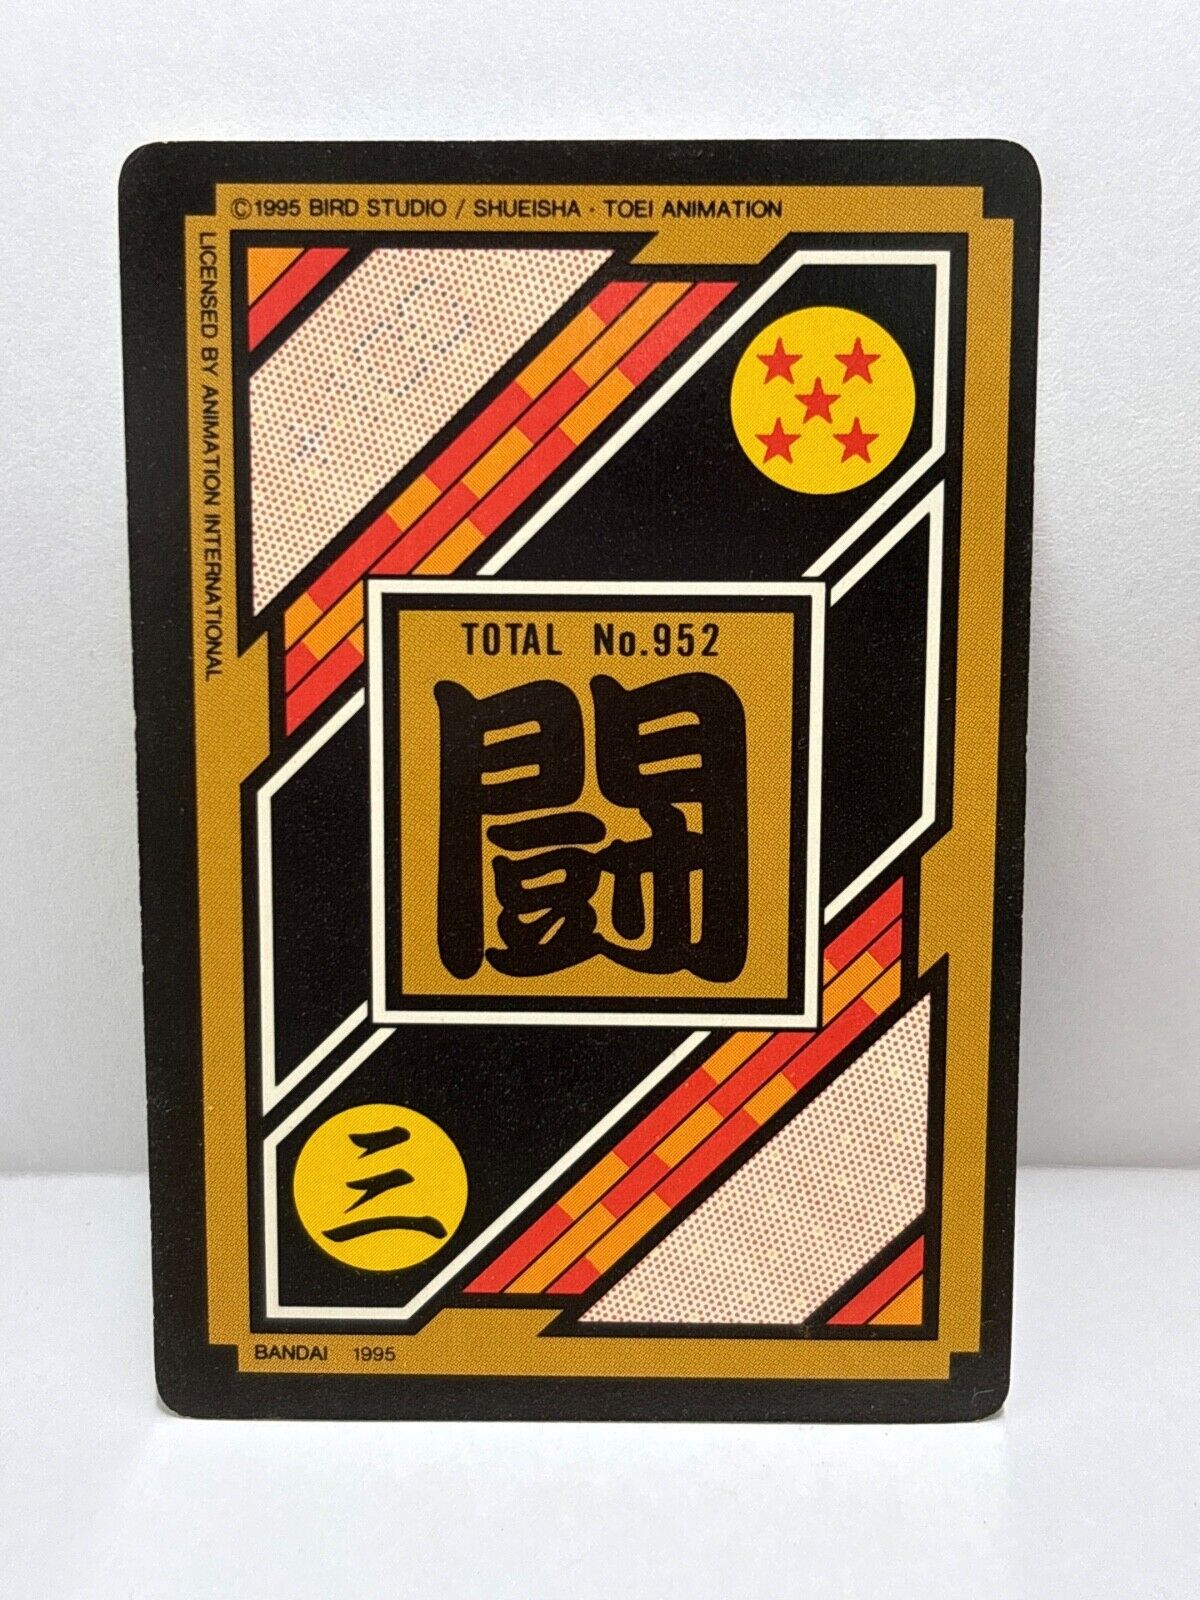 ©1995 BIRD STUDIO / SHUEISHA · TOEI ANIMATION
LICENSED BY ANIMATION INTERNATIONAL
TOTAL No.952
闘
三
BANDAI 1995